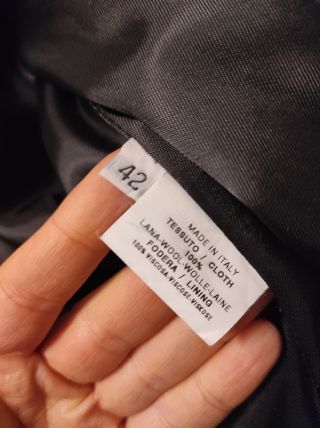 42
MADE IN ITALY
TESSUTO / CLOTH
100%
LANA-WOOL-WOLLE-LAINE
FODERA / LINING
100% VISCOSA-VISCOSE-VISKOSE